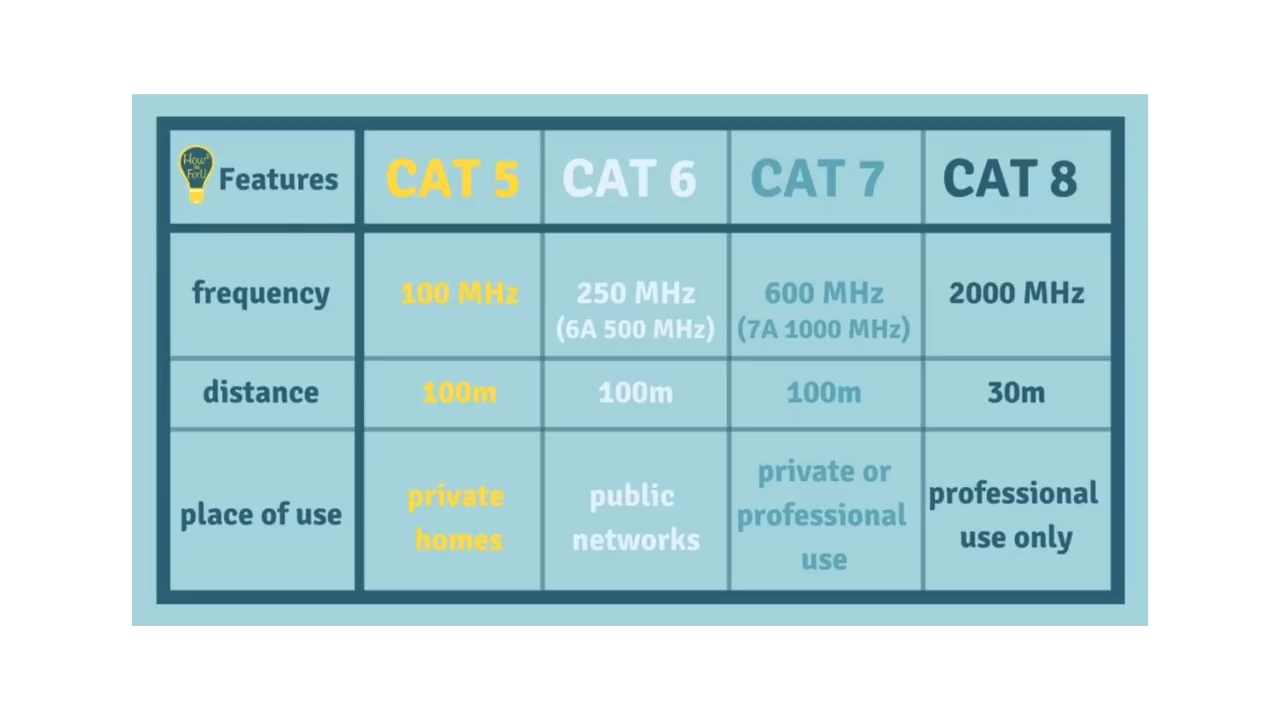 How²
ForU
Features
CAT 5
CAT 6
CAT 7
CAT 8
frequency
100 MHz
250 MHz
(6A 500 MHz)
600 MHz
(7A 1000 MHz)
2000 MHz
distance
100m
100m
100m
30m
place of use
private
homes
public
networks
private or
professional
use
professional
use only